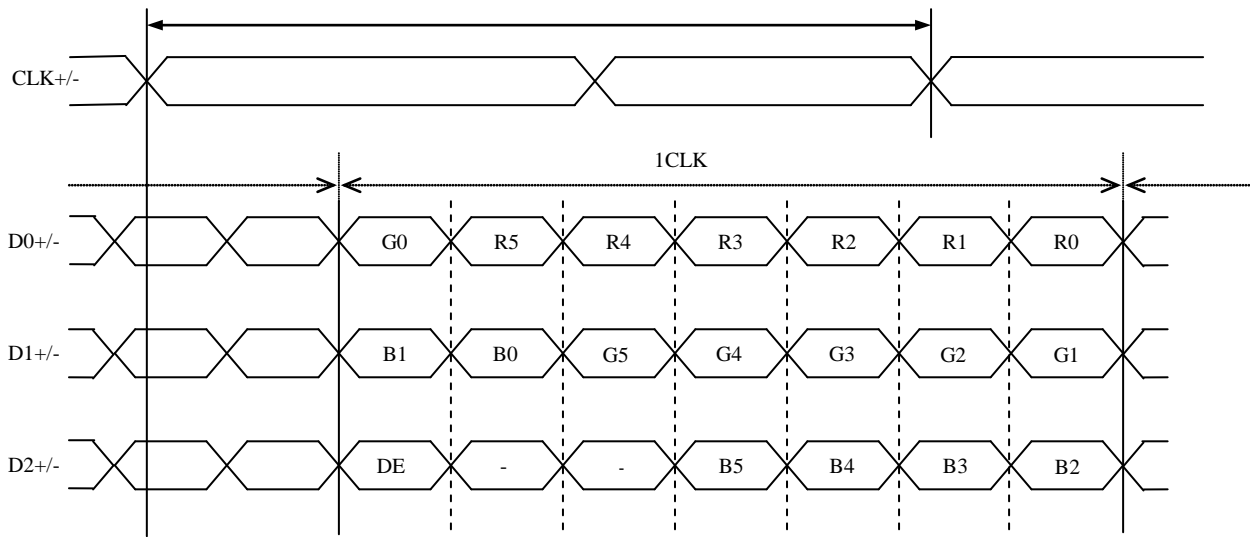 CLK+/-
1CLK
D0+/- G0 R5 R4 R3 R2 R1 R0
D1+/- B1 B0 G5 G4 G3 G2 G1
D2+/- DE - - B5 B4 B3 B2